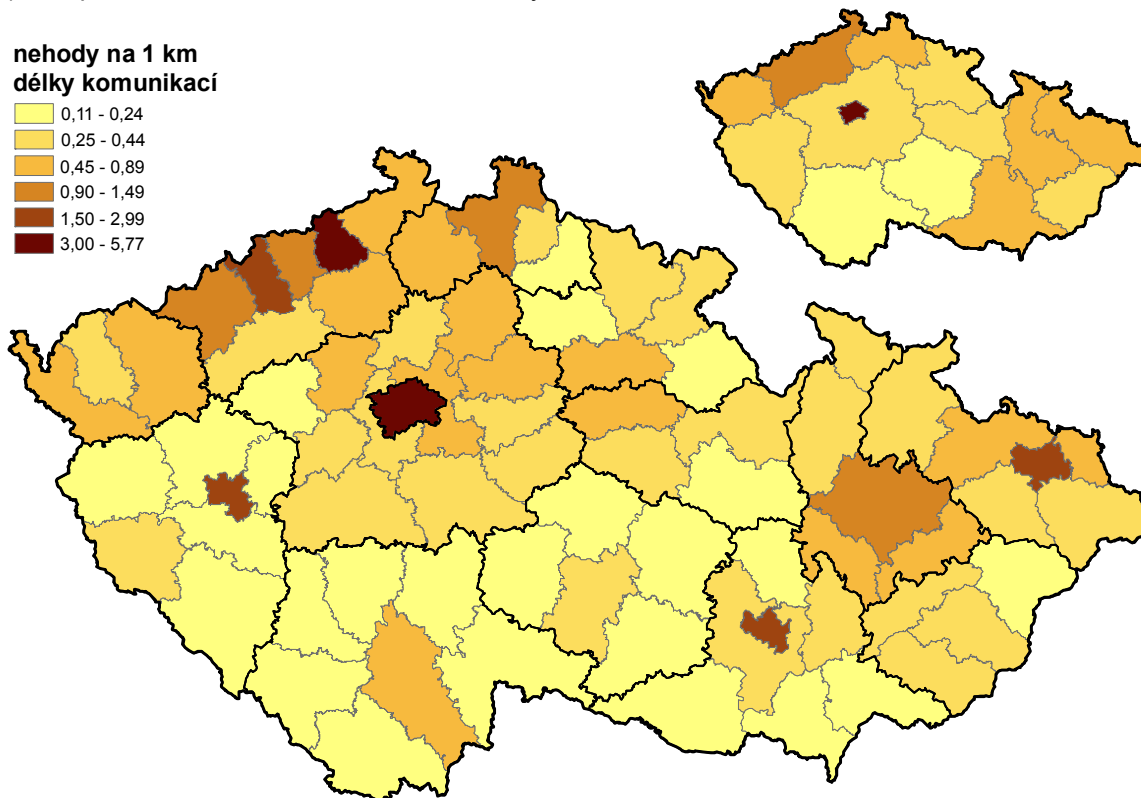 nehody na 1 km
délky komunikací
0,11 - 0,24
0,25 - 0,44
0,45 - 0,89
0,90 - 1,49
1,50 - 2,99
3,00 - 5,77